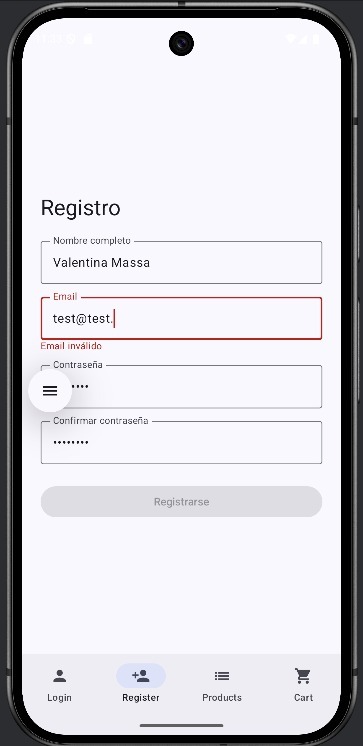 Registro
Nombre completo
Valentina Massa
Email
test@test.
Email inválido
Contraseña
••••
Confirmar contraseña
••••••••
Registrarse
Login
Register
Products
Cart